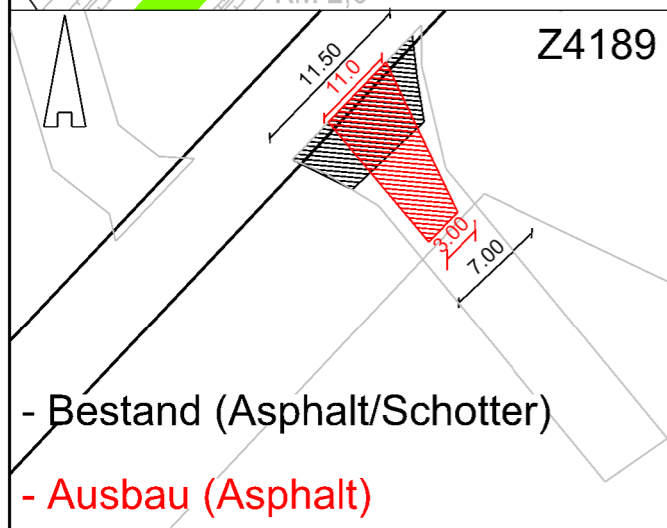 Z4189
11.50
11.0
3.00
7.00
- Bestand (Asphalt/Schotter)
- Ausbau (Asphalt)